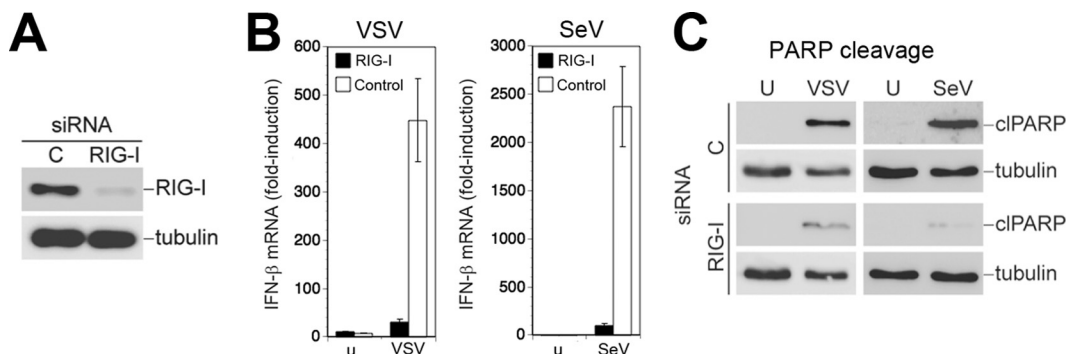 A
siRNA
C RIG-I
RIG-I
tubulin
B
VSV
IFN-β mRNA (fold-induction)
600
500
400
300
200
100
0
RIG-I
Control
u VSV
SeV
IFN-β mRNA (fold-induction)
3000
2500
2000
1500
1000
500
0
RIG-I
Control
u SeV
C
PARP cleavage
U VSV U SeV
siRNA
C
clPARP
tubulin
RIG-I
clPARP
tubulin